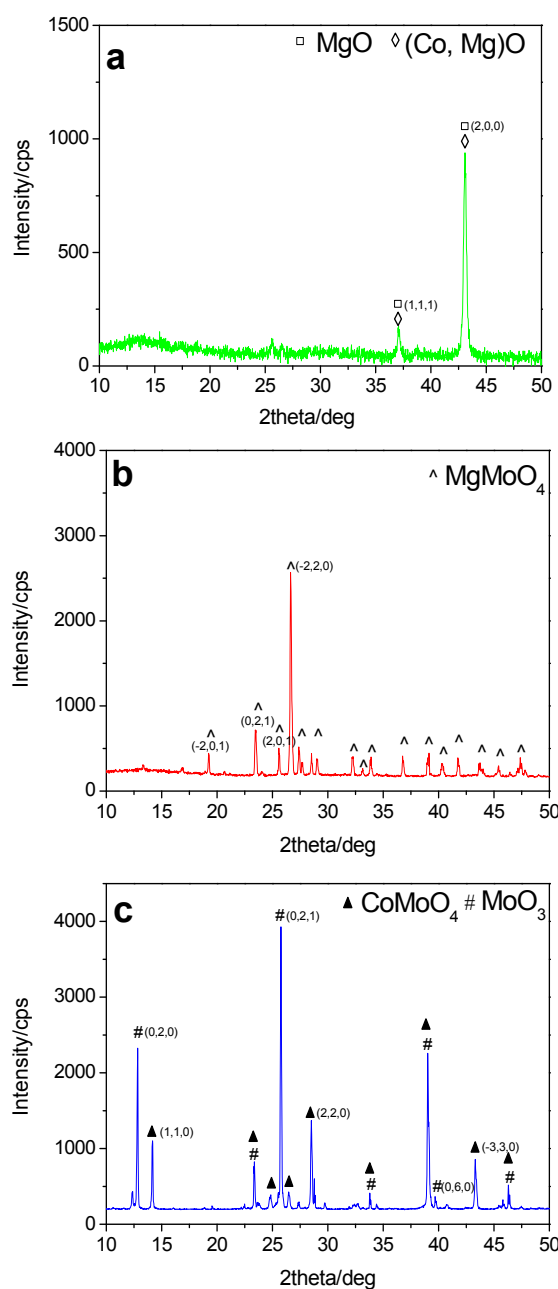 a
□ MgO ◊ (Co, Mg)O
□ (2,0,0)
◊
□ (1,1,1)
◊
1500
1000
500
0
Intensity/cps
10 15 20 25 30 35 40 45 50
2theta/deg
b
^ MgMoO4
^ (-2,2,0)
^ ^ ^ ^ ^ ^ ^ ^ ^ ^ ^ ^ ^ ^ ^
(0,2,1)
(-2,0,1) (2,0,1)
4000
3000
2000
1000
0
Intensity/cps
10 15 20 25 30 35 40 45 50
2theta/deg
c
▲ CoMoO4 # MoO3
# (0,2,1)
# (0,2,0)
▲ (1,1,0)
▲
#
▲ ▲
▲ (2,2,0)
▲
#
▲
#
# (0,6,0)
▲ (-3,3,0)
▲
#
4000
3000
2000
1000
0
Intensity/cps
10 15 20 25 30 35 40 45 50
2theta/deg